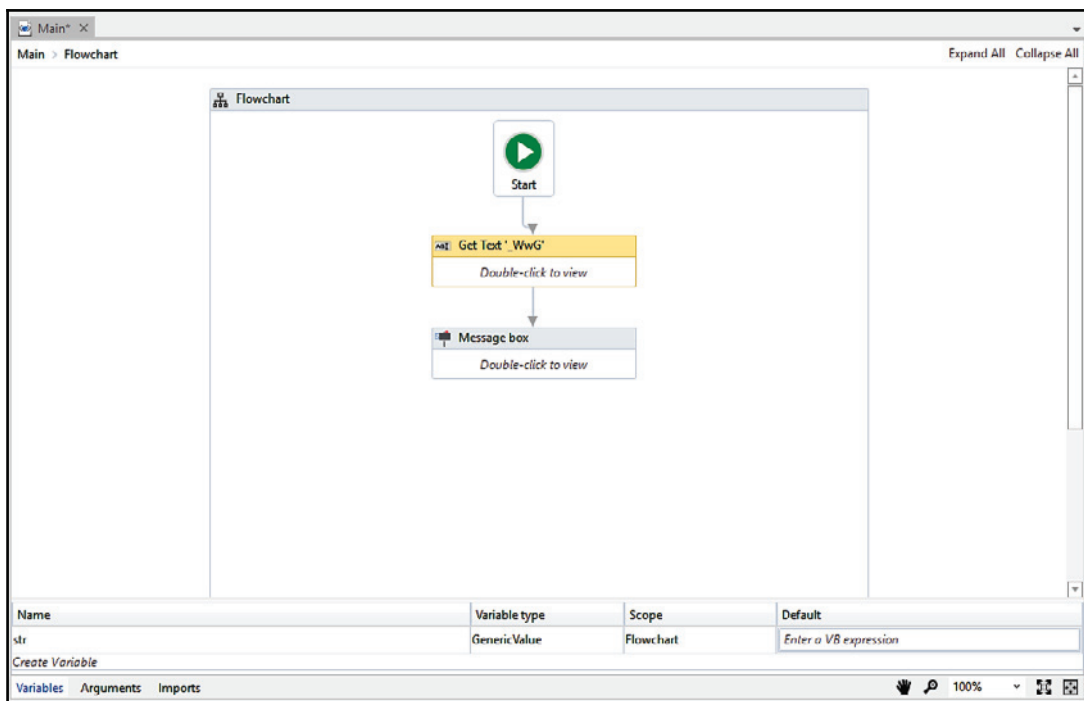 Main*
Main > Flowchart Expand All Collapse All
Flowchart
Start
Get Text '_WwG'
Double-click to view
Message box
Double-click to view
Name Variable type Scope Default
str GenericValue Flowchart Enter a VB expression
Create Variable
Variables Arguments Imports 100%